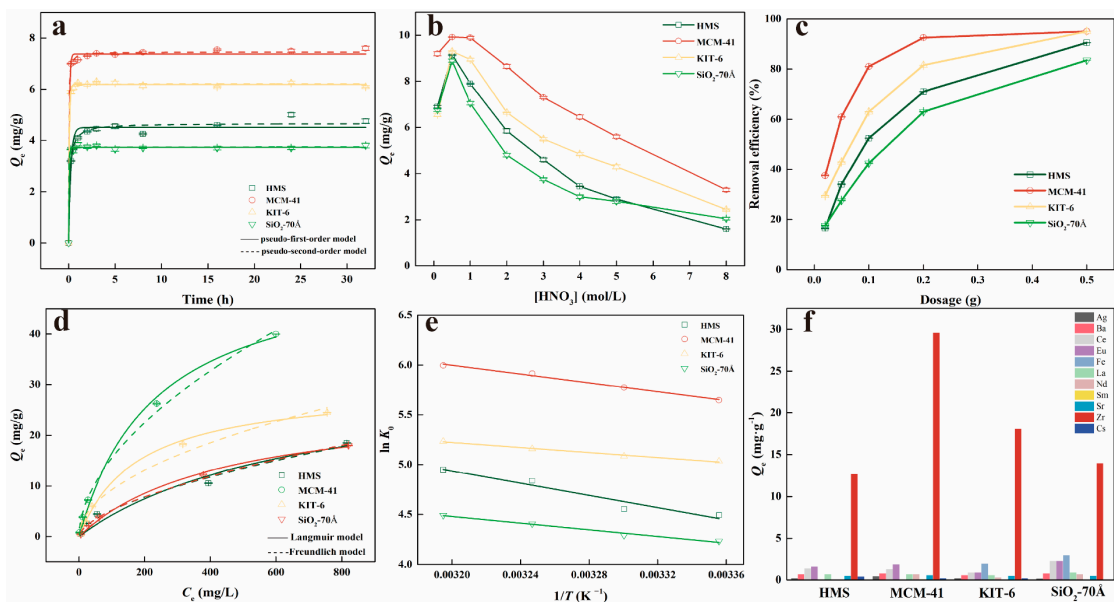 a
Qe (mg/g)
8
6
4
2
0
HMS
MCM-41
KIT-6
SiO2-70Å
pseudo-first-order model
pseudo-second-order model
0 5 10 15 20 25 30
Time (h)
b
Qe (mg/g)
10
8
6
4
2
0
HMS
MCM-41
KIT-6
SiO2-70Å
0 1 2 3 4 5 6 7 8
[HNO3] (mol/L)
c
Removal efficiency (%)
100
80
60
40
20
0
HMS
MCM-41
KIT-6
SiO2-70Å
0.0 0.1 0.2 0.3 0.4 0.5
Dosage (g)
d
Qe (mg/g)
40
30
20
10
0
HMS
MCM-41
KIT-6
SiO2-70Å
Langmuir model
Freundlich model
0 200 400 600 800
Ce (mg/L)
e
ln K0
6.0
5.5
5.0
4.5
4.0
HMS
MCM-41
KIT-6
SiO2-70Å
0.00320 0.00324 0.00328 0.00332 0.00336
1/T (K⁻¹)
f
Qe (mg·g⁻¹)
30
25
20
15
10
5
0
Ag
Ba
Ce
Eu
Fe
La
Nd
Sm
Sr
Zr
Cs
HMS MCM-41 KIT-6 SiO2-70Å